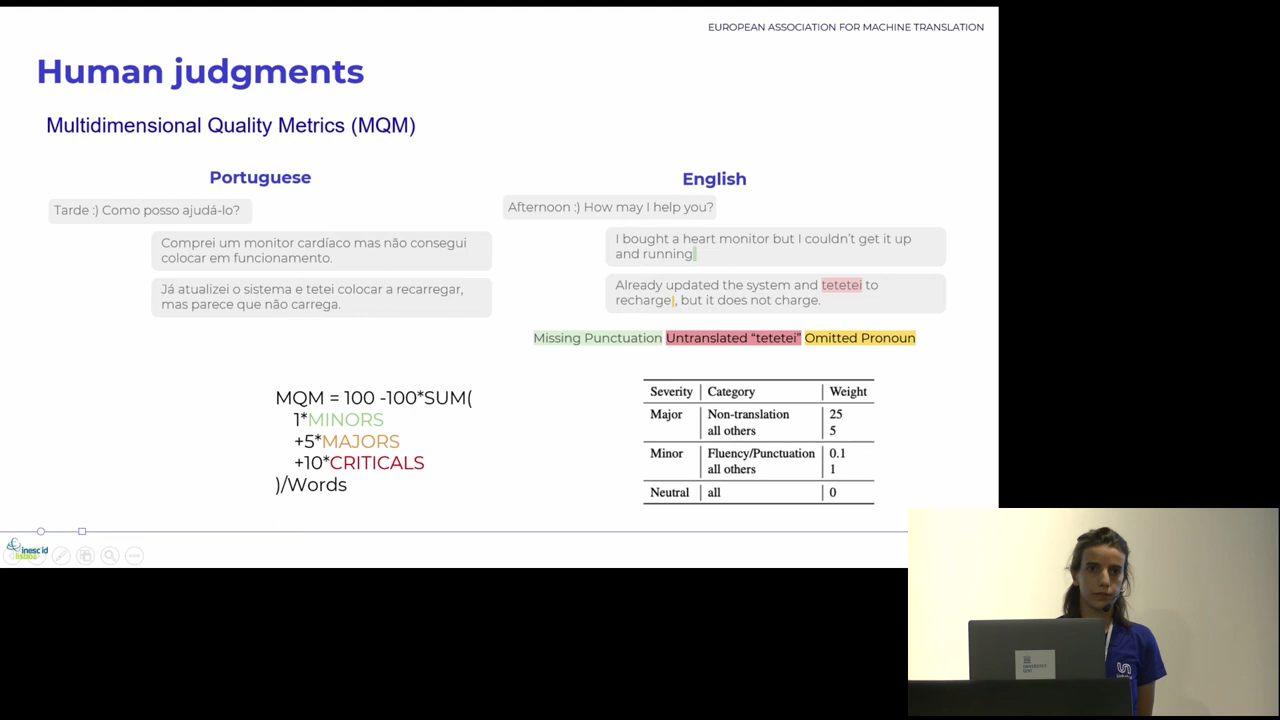 EUROPEAN ASSOCIATION FOR MACHINE TRANSLATION
Human judgments
Multidimensional Quality Metrics (MQM)
Portuguese
Tarde :) Como posso ajudá-lo?
Comprei um monitor cardíaco mas não consegui
colocar em funcionamento.
Já atualizei o sistema e tetei colocar a recarregar,
mas parece que não carrega.
English
Afternoon :) How may I help you?
I bought a heart monitor but I couldn't get it up
and running
Already updated the system and tetetei to
recharge, but it does not charge.
Missing Punctuation Untranslated "tetetei" Omitted Pronoun
MQM = 100 -100*SUM(
1*MINORS
+5*MAJORS
+10*CRITICALS
)/Words
Severity Category Weight
Major Non-translation 25
all others 5
Minor Fluency/Punctuation 0.1
all others 1
Neutral all 0
inesc id
lisboa